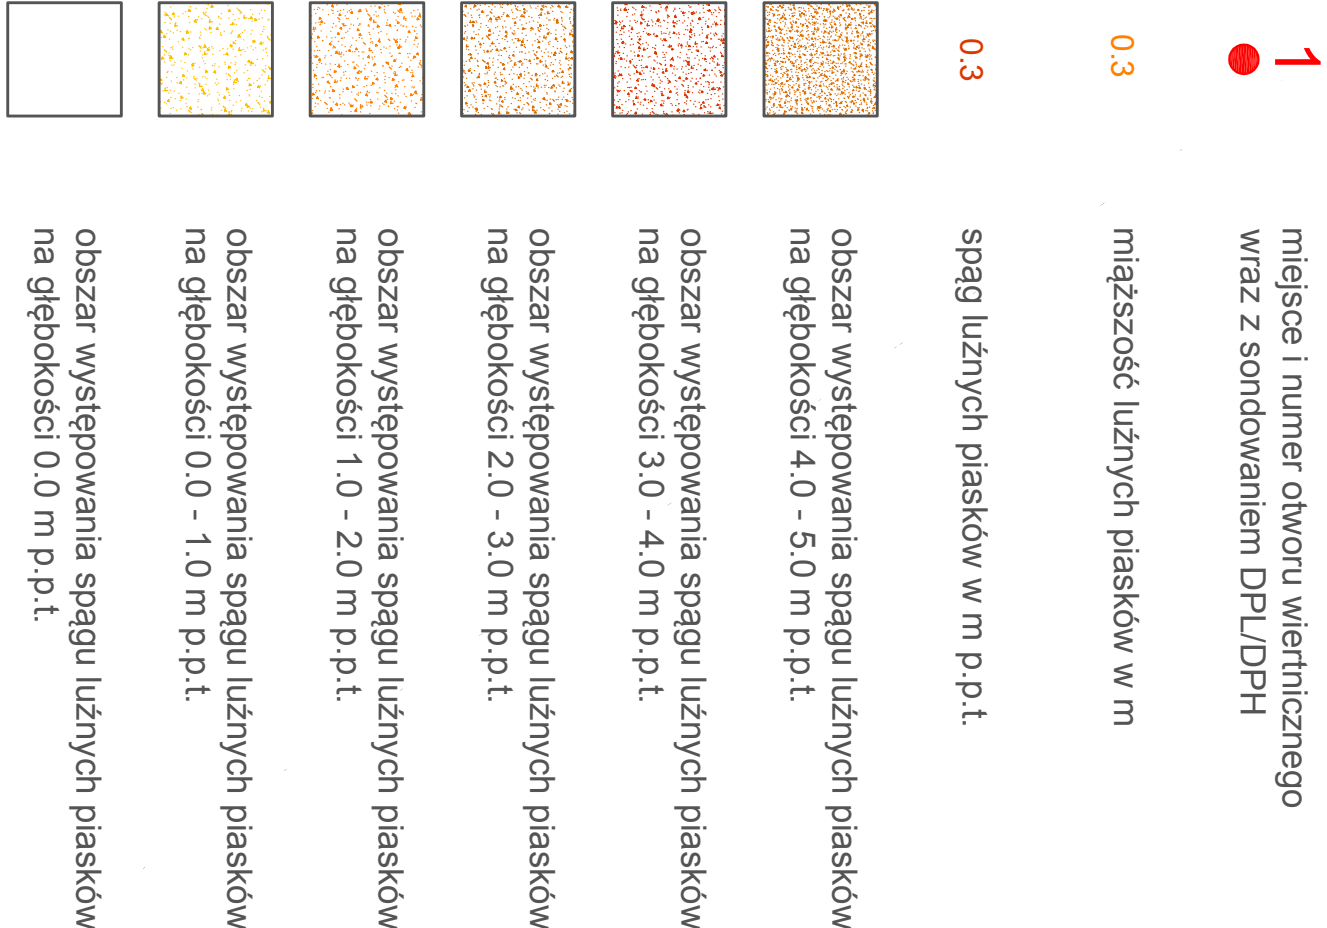 1
miejsce i numer otworu wiertniczego
wraz z sondowaniem DPL/DPH
0.3
miąższość luźnych piasków w m
0.3
spąg luźnych piasków w m p.p.t.
obszar występowania spągu luźnych piasków
na głębokości 4.0 - 5.0 m p.p.t.
obszar występowania spągu luźnych piasków
na głębokości 3.0 - 4.0 m p.p.t.
obszar występowania spągu luźnych piasków
na głębokości 2.0 - 3.0 m p.p.t.
obszar występowania spągu luźnych piasków
na głębokości 1.0 - 2.0 m p.p.t.
obszar występowania spągu luźnych piasków
na głębokości 0.0 - 1.0 m p.p.t.
obszar występowania spągu luźnych piasków
na głębokości 0.0 m p.p.t.